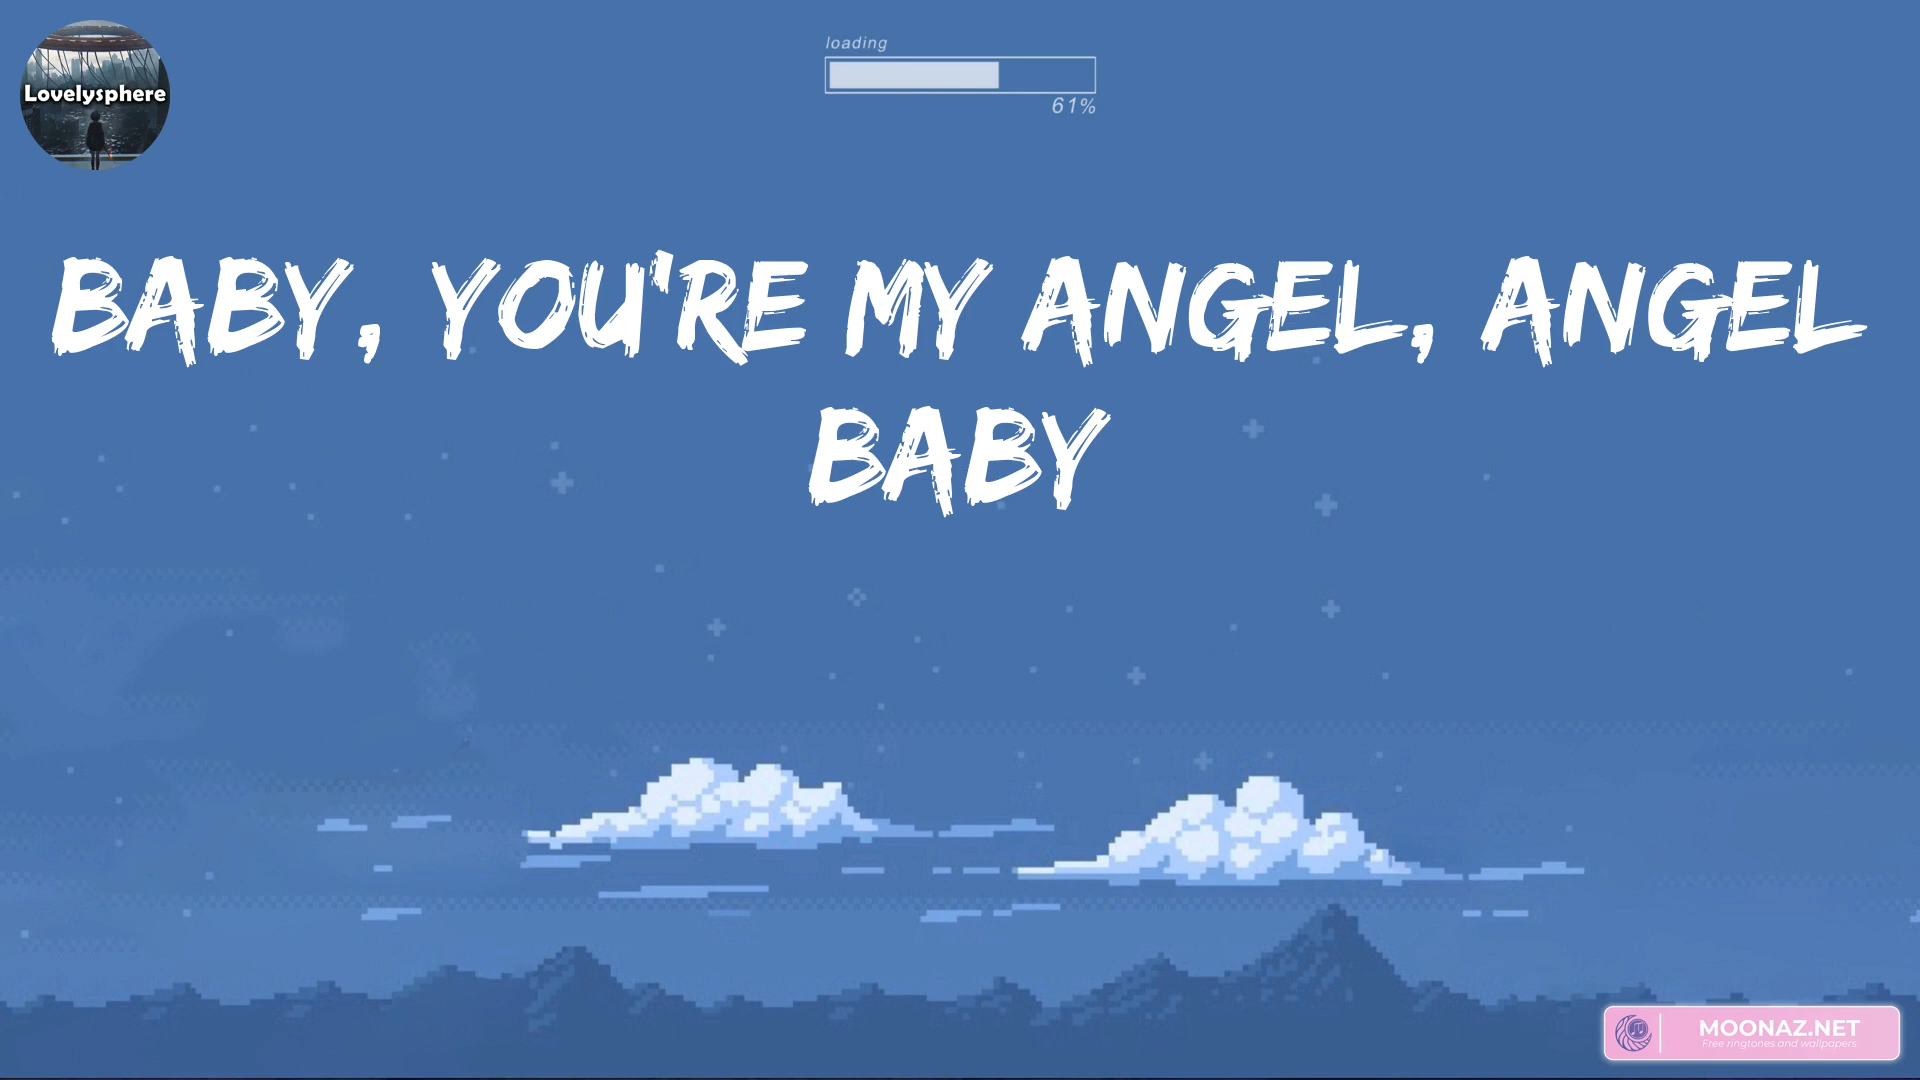 Lovelysphere
loading
61%
BABY, YOU'RE MY ANGEL, ANGEL
BABY
MOONAZ.NET
Free ringtones and wallpapers